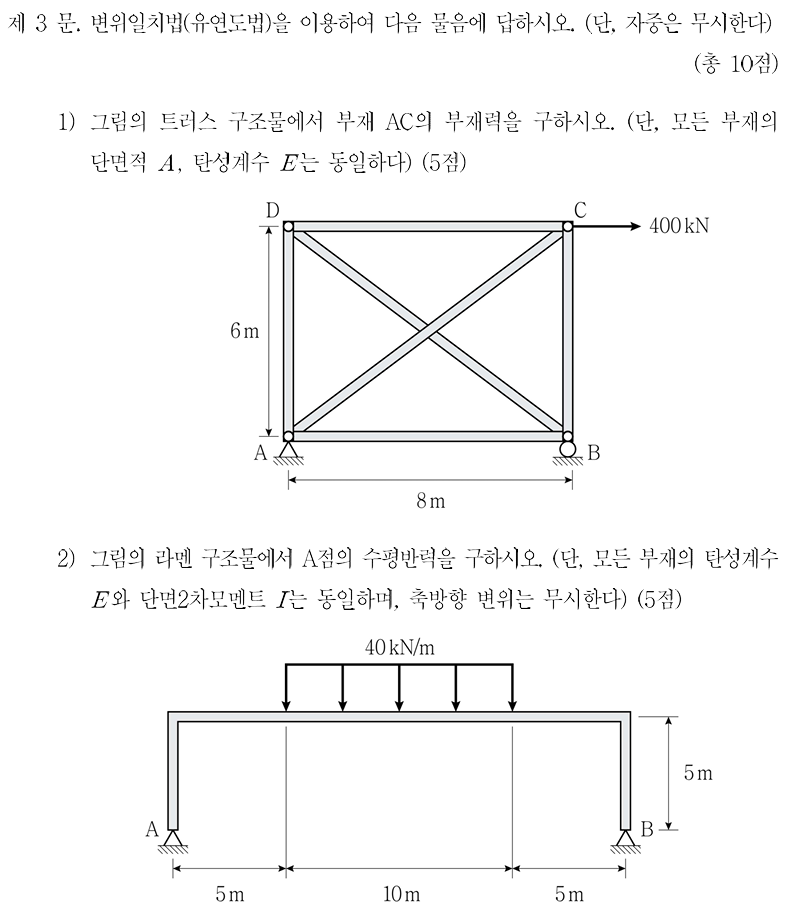 제 3 문. 변위일치법(유연도법)을 이용하여 다음 물음에 답하시오. (단, 자중은 무시한다)
(총 10점)
1) 그림의 트러스 구조물에서 부재 AC의 부재력을 구하시오. (단, 모든 부재의
단면적 A, 탄성계수 E는 동일하다) (5점)
D
C
400 kN
6 m
A
B
8 m
2) 그림의 라멘 구조물에서 A점의 수평반력을 구하시오. (단, 모든 부재의 탄성계수
E와 단면2차모멘트 I는 동일하며, 축방향 변위는 무시한다) (5점)
40 kN/m
5 m
A
B
5 m
10 m
5 m